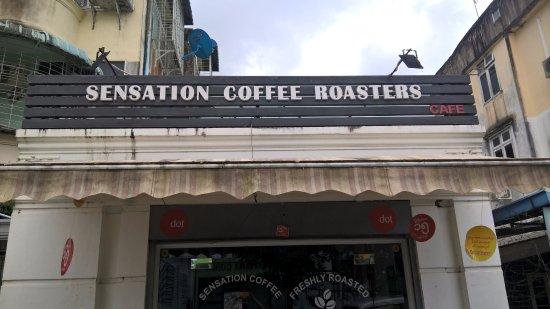 SENSATION COFFEE ROASTERS
CAFE
dot
dot
SENSATION COFFEE
FRESHLY ROASTED